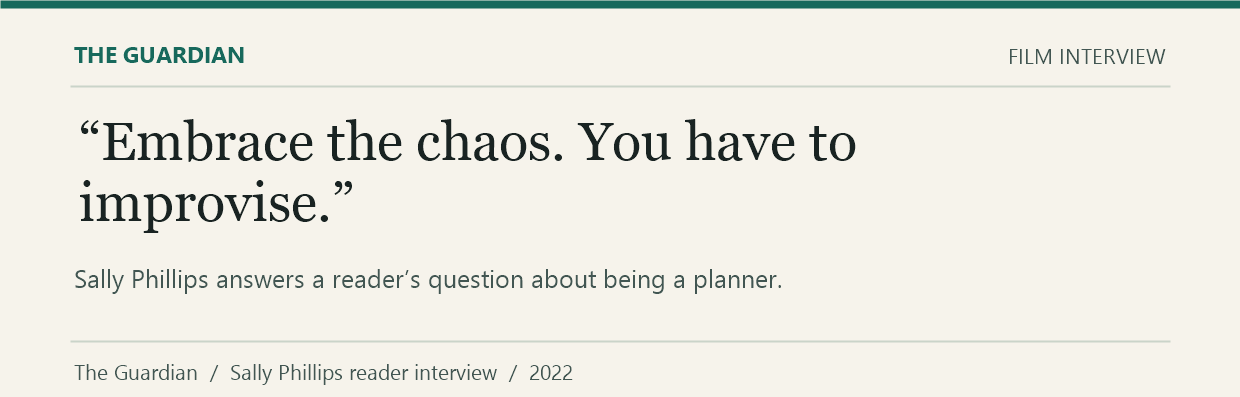 THE GUARDIAN
FILM INTERVIEW
“Embrace the chaos. You have to
improvise.”
Sally Phillips answers a reader’s question about being a planner.
The Guardian / Sally Phillips reader interview / 2022